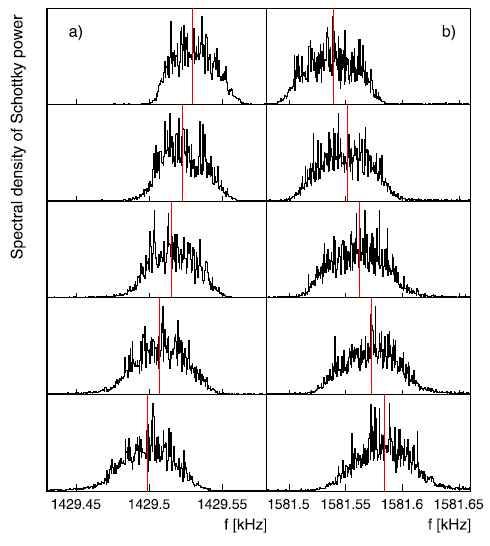 Spectral density of Schottky power
a)
b)
1429.45 1429.5 1429.55 1581.5 1581.55 1581.6 1581.65
f [kHz] f [kHz]